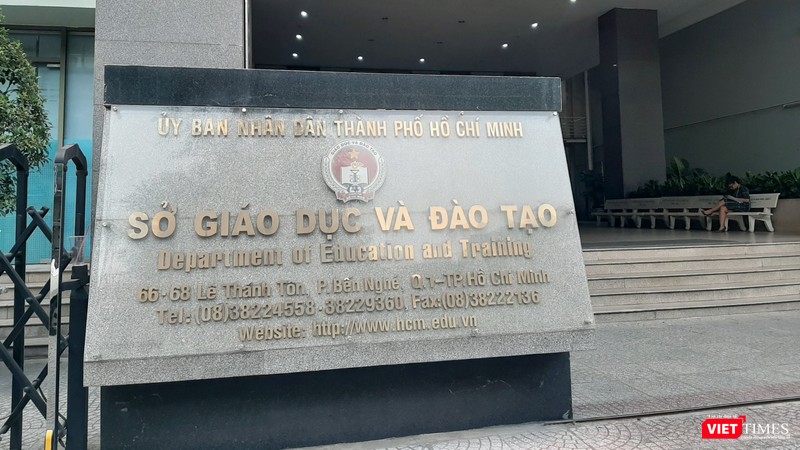 ỦY BAN NHÂN DÂN THÀNH PHỐ HỒ CHÍ MINH
SỞ GIÁO DỤC VÀ ĐÀO TẠO
Department of Education and Training
66-68 Lê Thánh Tôn, P.Bến Nghé, Q.1-TP.Hồ Chí Minh
Tel:(08)38224558-38229360, Fax:(08)38222136
Website: http://www.hcm.edu.vn
VIETTIMES